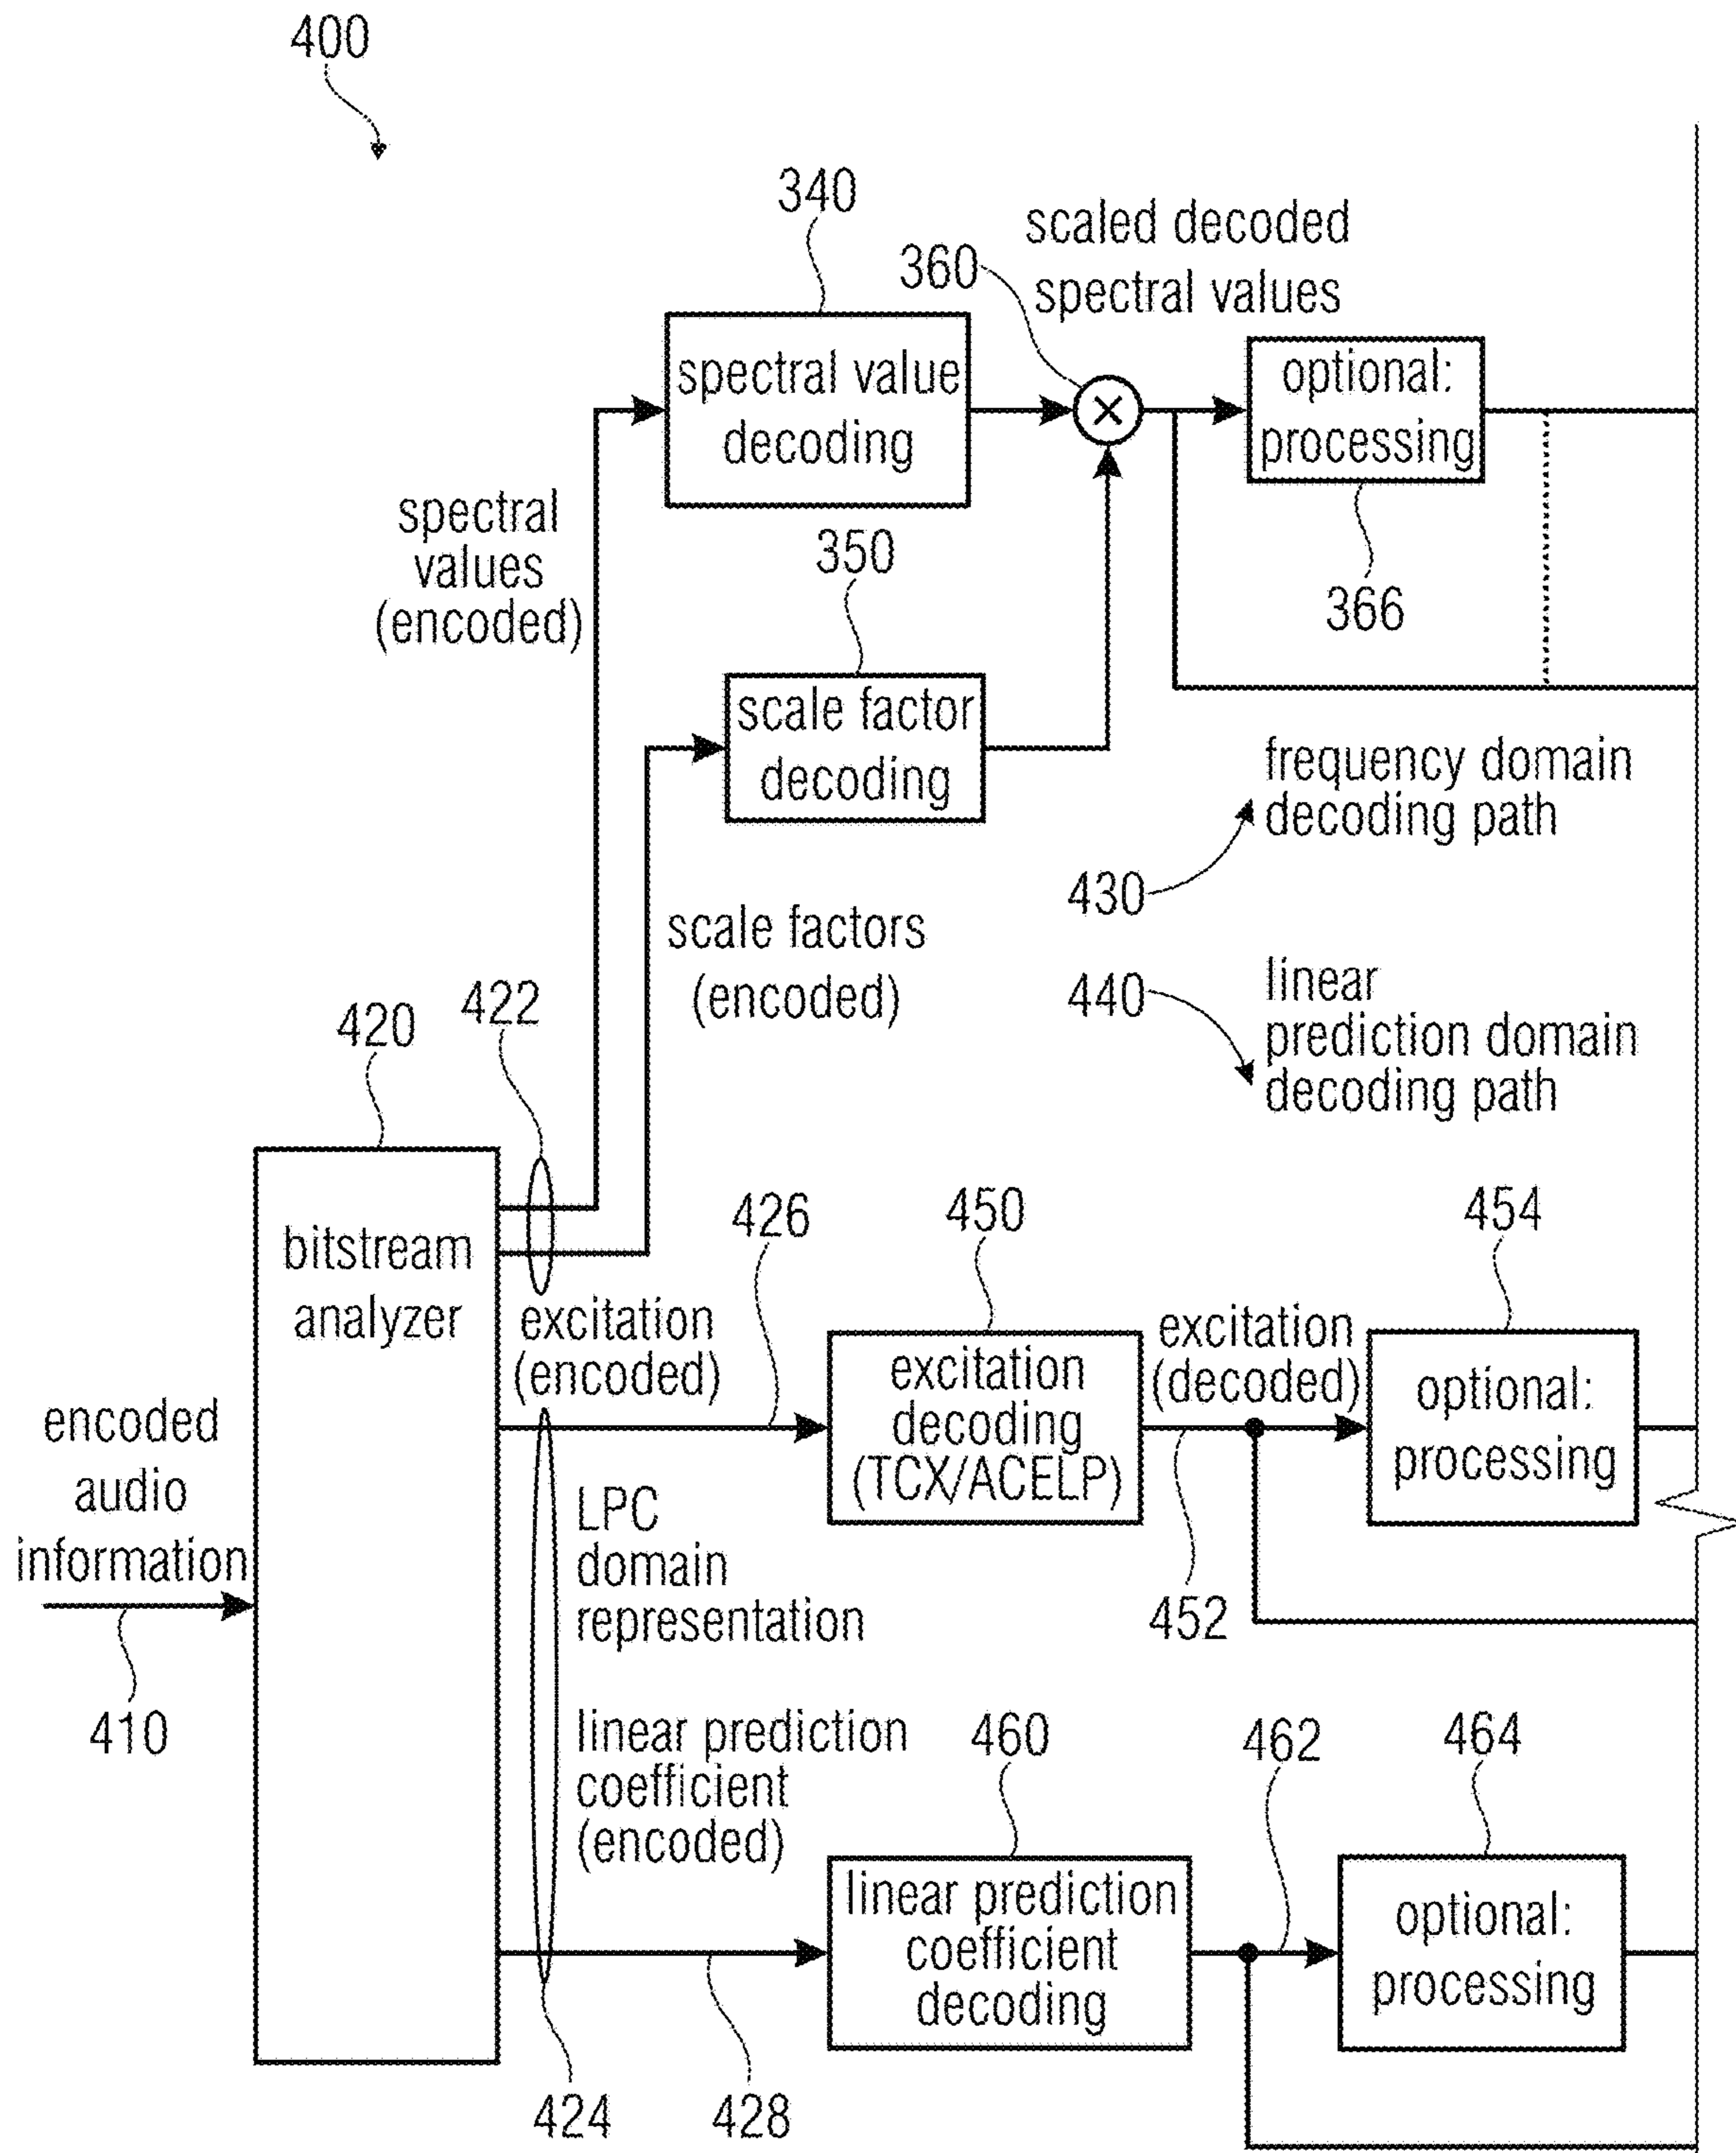 400
340
scaled decoded
spectral values
360
spectral value
decoding
×
optional:
processing
366
spectral
values
(encoded)
350
scale factor
decoding
frequency domain
decoding path
430
scale factors
(encoded)
440
linear
prediction domain
decoding path
420
422
bitstream
analyzer
426
450
454
excitation
(encoded)
excitation
decoding
(TCX/ACELP)
excitation
(decoded)
optional:
processing
encoded
audio
information
410
LPC
domain
representation
452
linear prediction
coefficient
(encoded)
460
462
464
linear prediction
coefficient
decoding
optional:
processing
424
428